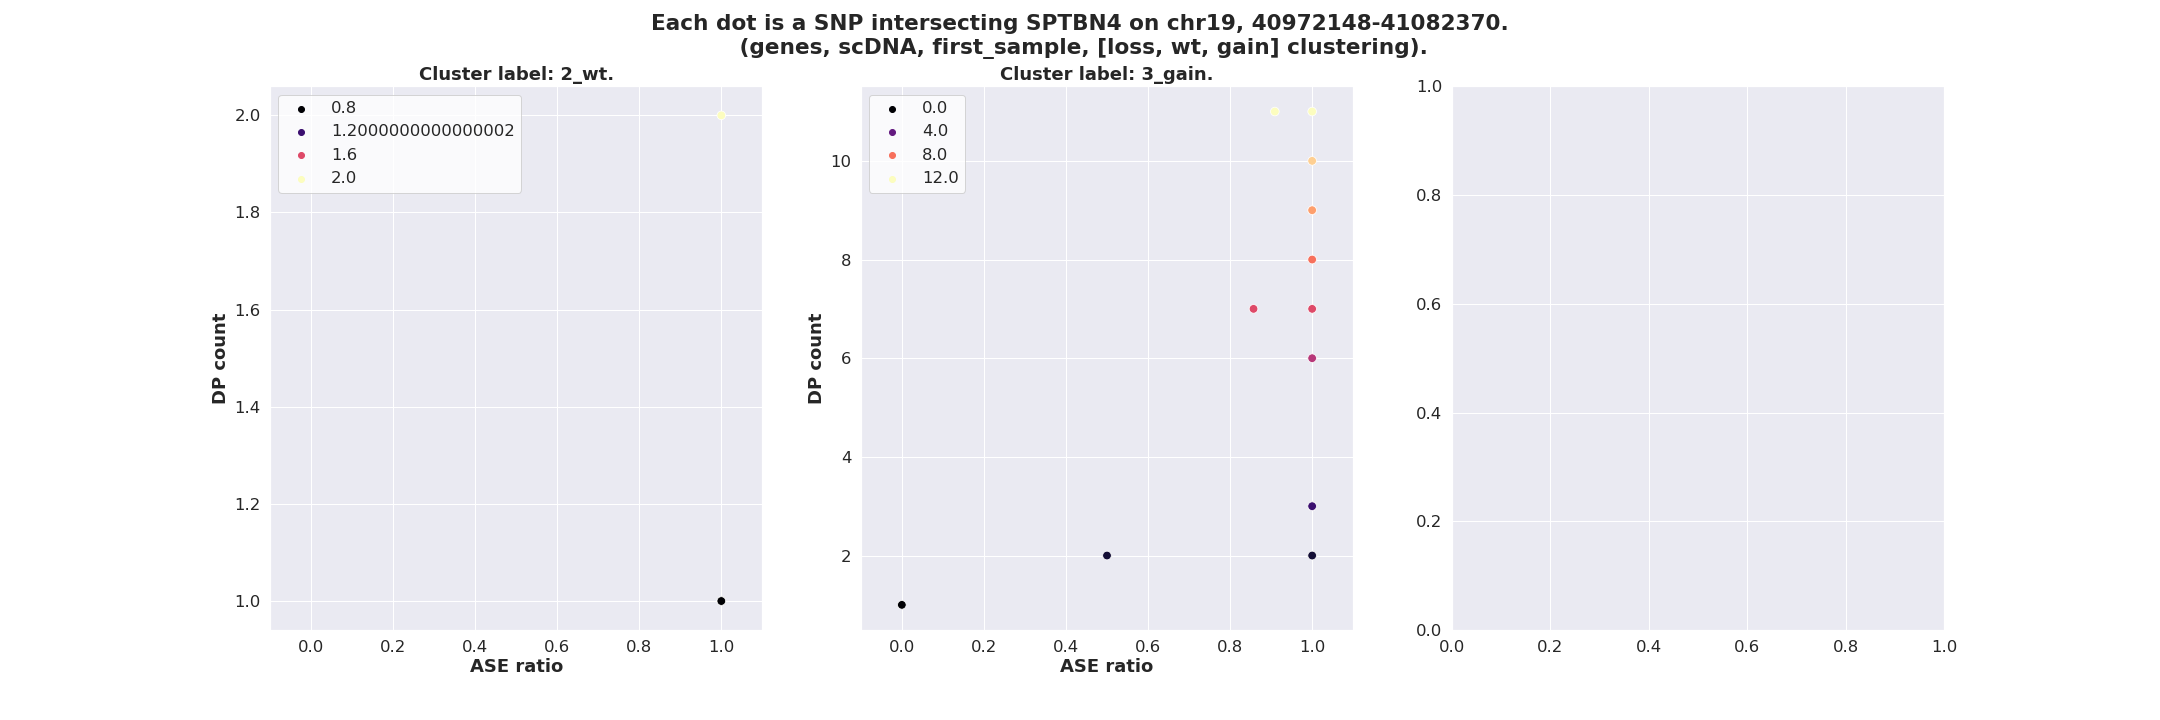 Each dot is a SNP intersecting SPTBN4 on chr19, 40972148-41082370.
(genes, scDNA, first_sample, [loss, wt, gain] clustering).
Cluster label: 2_wt.
0.8
1.2000000000000002
1.6
2.0
DP count
2.0
1.8
1.6
1.4
1.2
1.0
0.0 0.2 0.4 0.6 0.8 1.0
ASE ratio
Cluster label: 3_gain.
0.0
4.0
8.0
12.0
DP count
10
8
6
4
2
0.0 0.2 0.4 0.6 0.8 1.0
ASE ratio
1.0
0.8
0.6
0.4
0.2
0.0
0.0 0.2 0.4 0.6 0.8 1.0